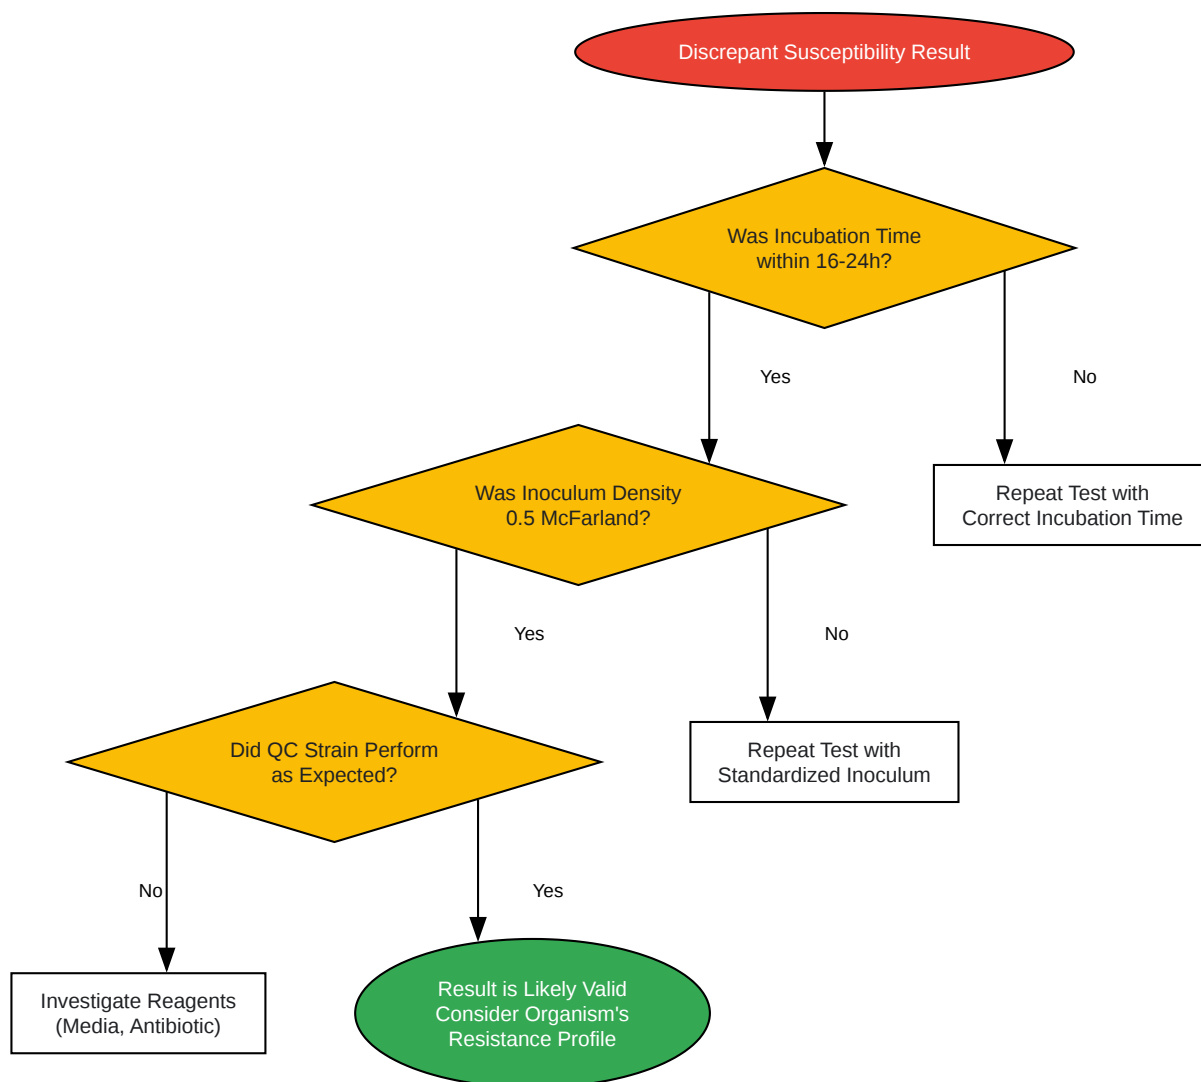 Discrepant Susceptibility Result
Was Incubation Time
within 16-24h?
Yes
No
Was Inoculum Density
0.5 McFarland?
Repeat Test with
Correct Incubation Time
Yes
No
Did QC Strain Perform
as Expected?
Repeat Test with
Standardized Inoculum
No
Yes
Investigate Reagents
(Media, Antibiotic)
Result is Likely Valid
Consider Organism's
Resistance Profile